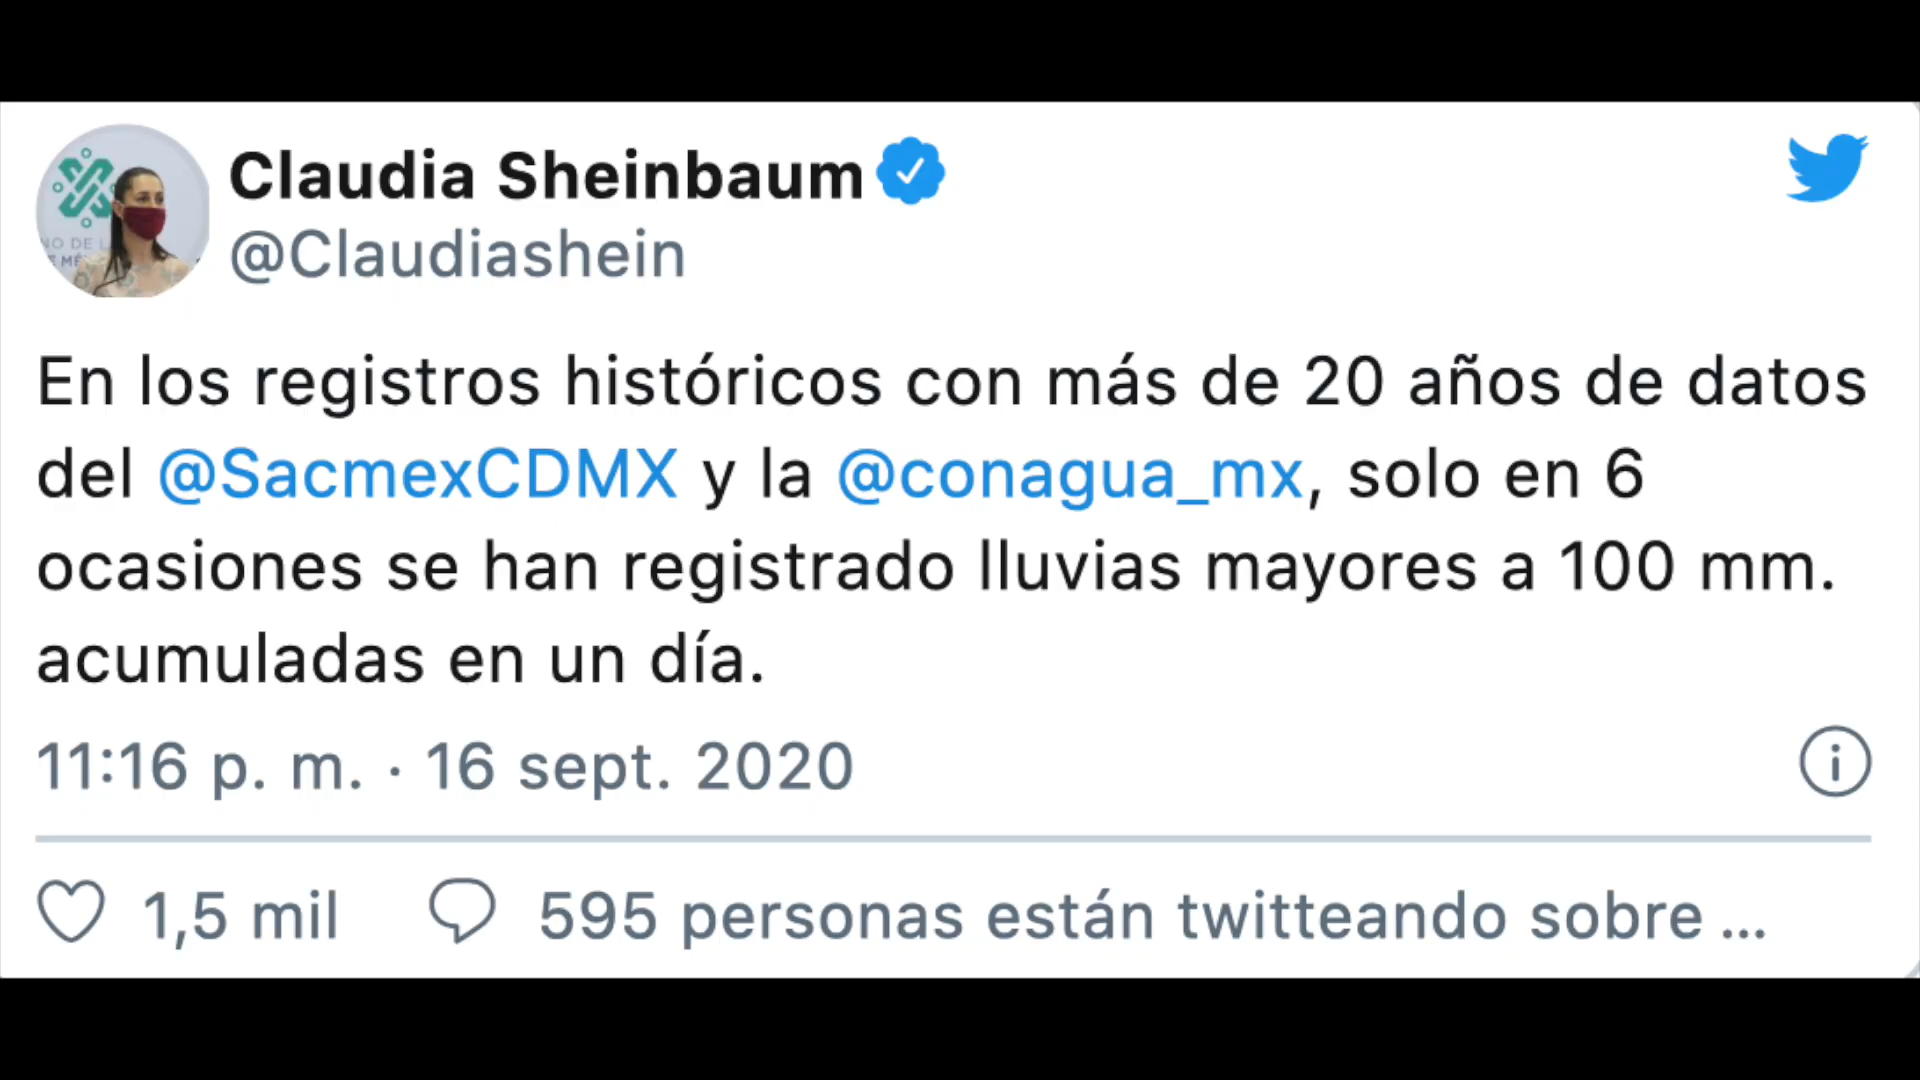 Claudia Sheinbaum
@Claudiashein
En los registros históricos con más de 20 años de datos
del @SacmexCDMX y la @conagua_mx, solo en 6
ocasiones se han registrado lluvias mayores a 100 mm.
acumuladas en un día.
11:16 p. m. · 16 sept. 2020
1,5 mil 595 personas están twitteando sobre ...